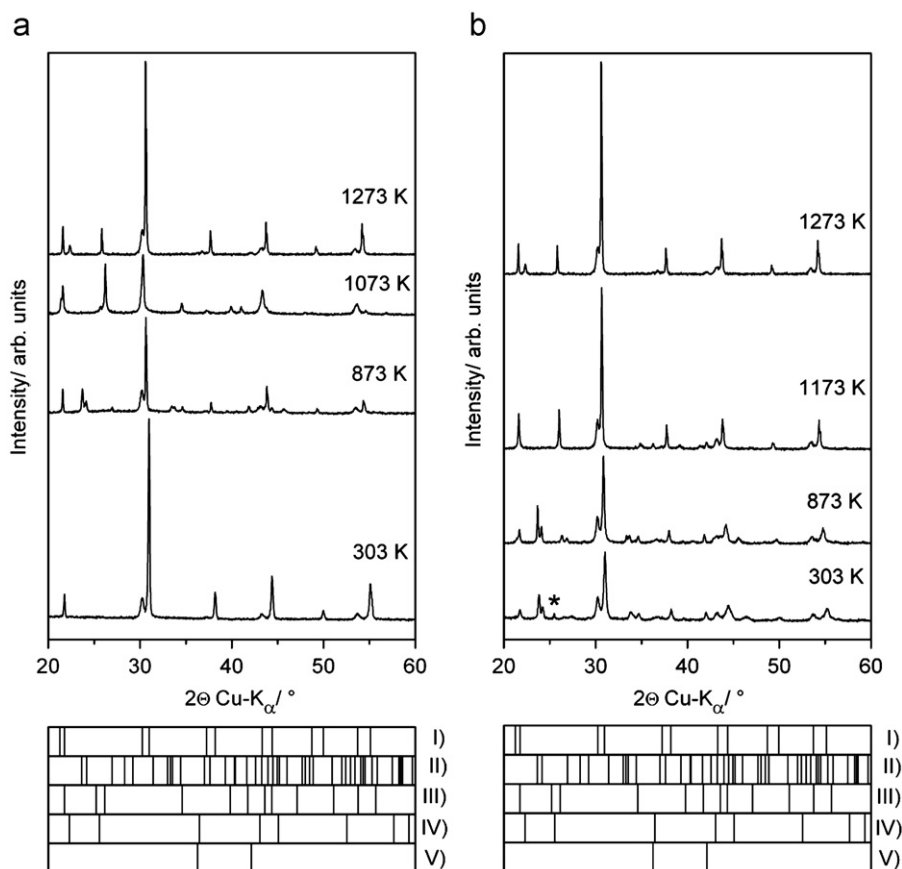 a
1273 K
1073 K
873 K
303 K
Intensity/ arb. units
20 30 40 50 60
2Θ Cu-Kα/ °
I)
II)
III)
IV)
V)
b
1273 K
1173 K
873 K
303 K
*
Intensity/ arb. units
20 30 40 50 60
2Θ Cu-Kα/ °
I)
II)
III)
IV)
V)